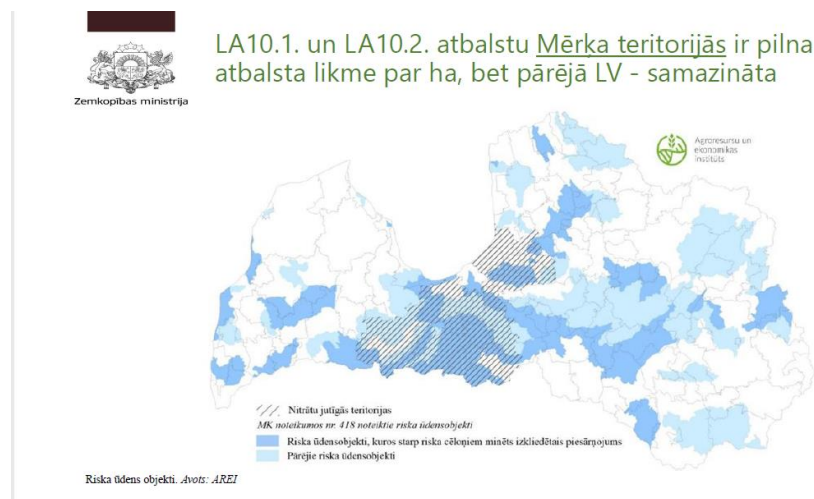 LA10.1. un LA10.2. atbalstu Mērķa teritorijās ir pilna
atbalsta likme par ha, bet pārējā LV - samazināta
Zemkopības ministrija
Agroresursu un
ekonomikas
institūts
Nitrātu jutīgās teritorijas
MK noteikumos nr. 418 noteiktie riska ūdensobjekti
Riska ūdensobjekti, kuros starp riska cēloņiem minēts izkliedētais piesārņojums
Pārējie riska ūdensobjekti
Riska ūdens objekti. Avots: AREI